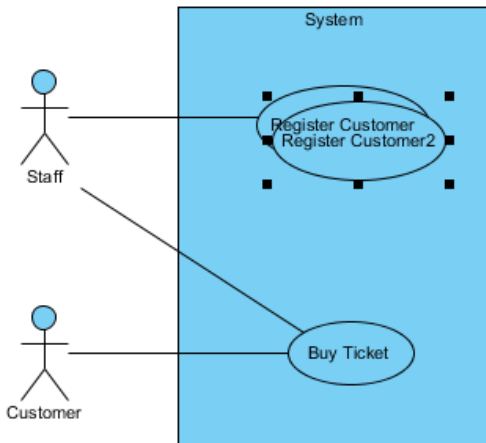 System
Register Customer
Register Customer2
Staff
Buy Ticket
Customer